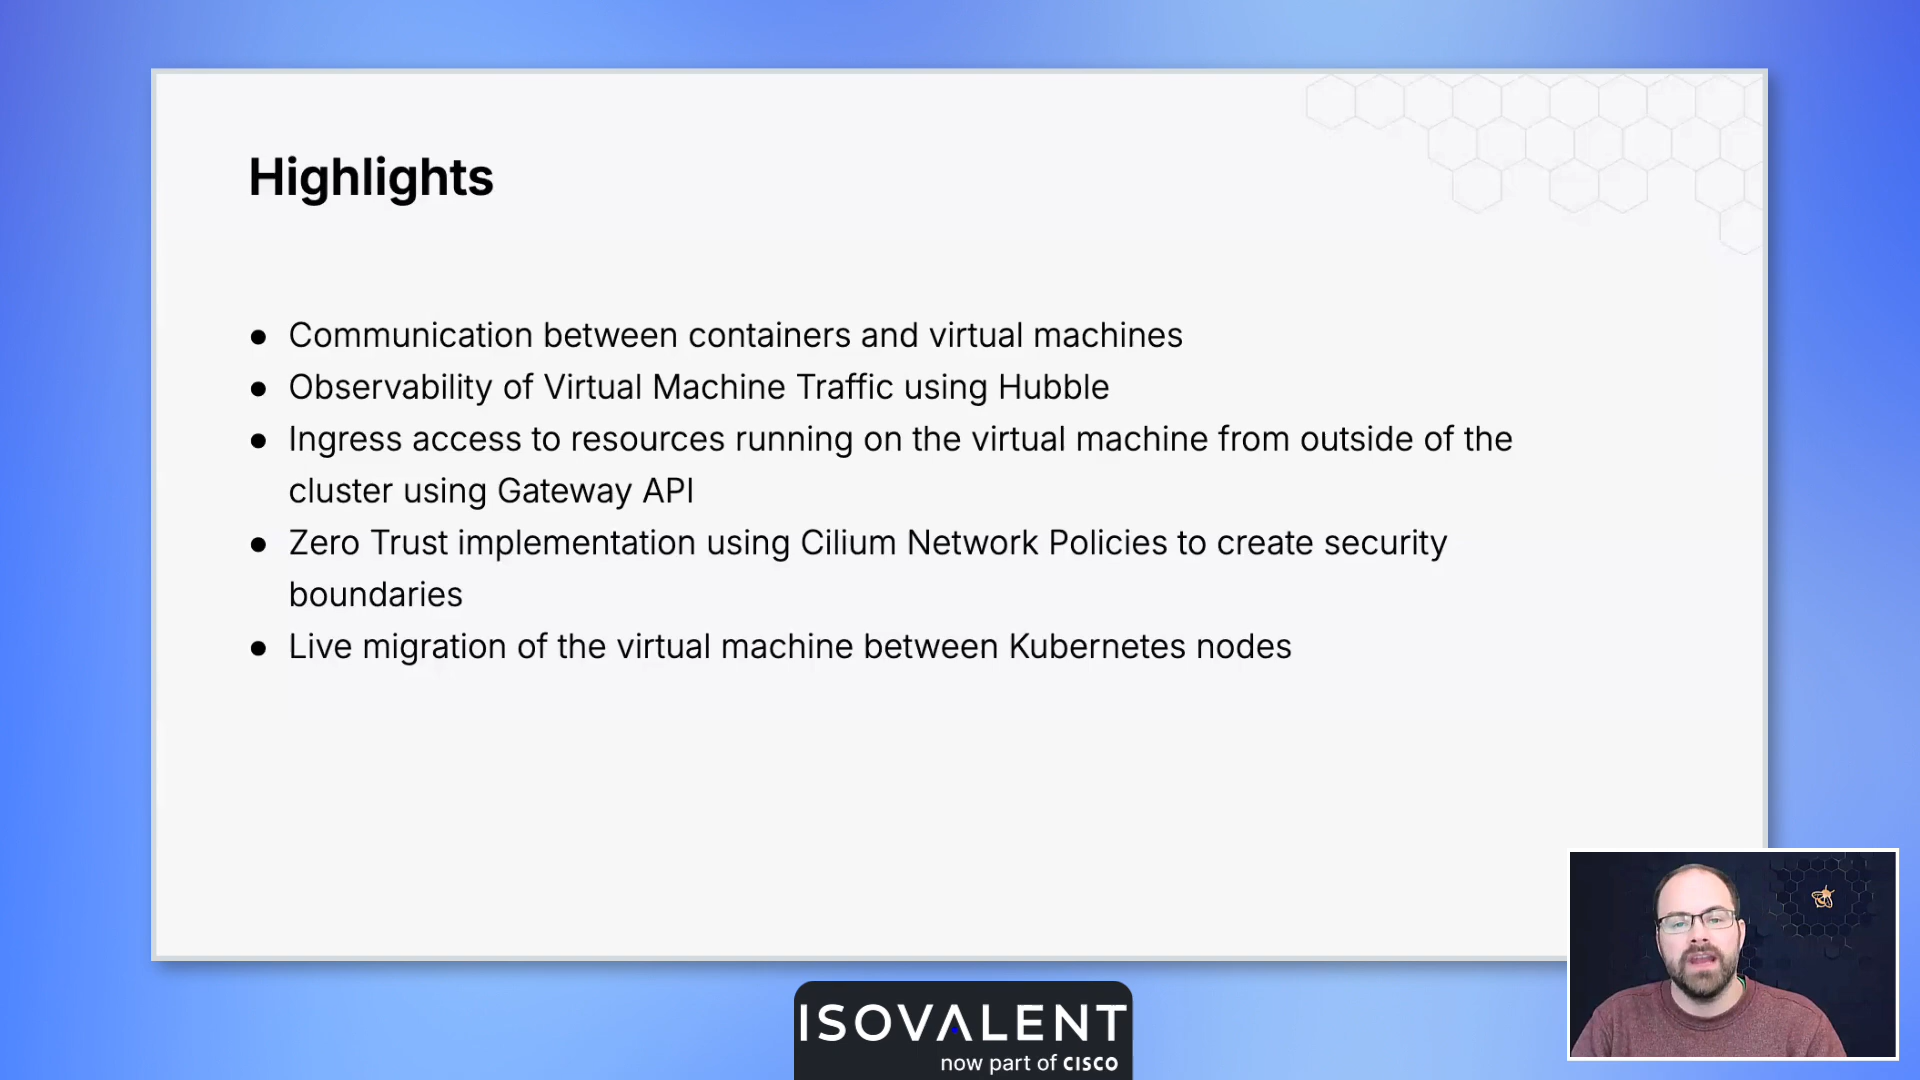 Highlights
● Communication between containers and virtual machines
● Observability of Virtual Machine Traffic using Hubble
● Ingress access to resources running on the virtual machine from outside of the
cluster using Gateway API
● Zero Trust implementation using Cilium Network Policies to create security
boundaries
● Live migration of the virtual machine between Kubernetes nodes
ISOVALENT
now part of CISCO